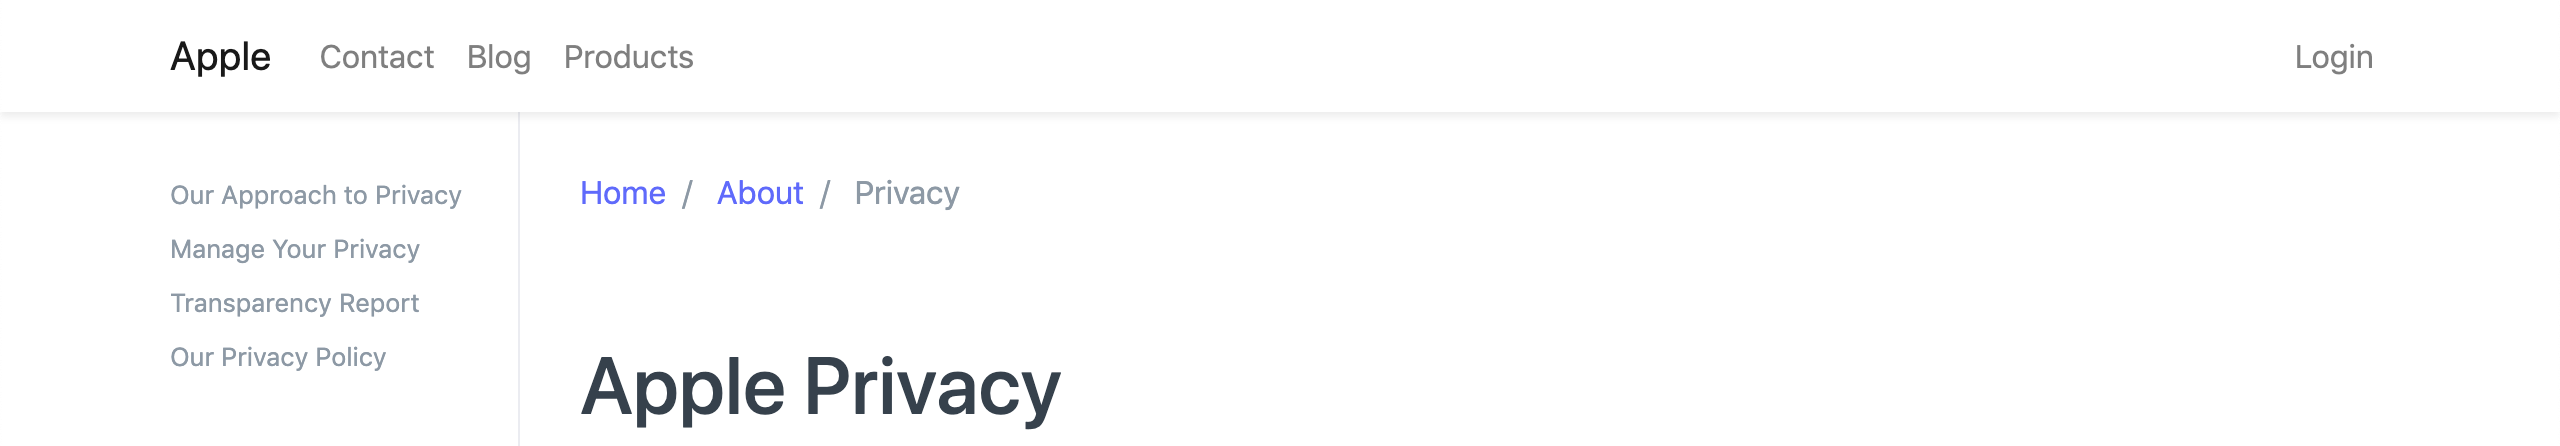 Apple Contact Blog Products Login
Our Approach to Privacy
Manage Your Privacy
Transparency Report
Our Privacy Policy
Home / About / Privacy
Apple Privacy